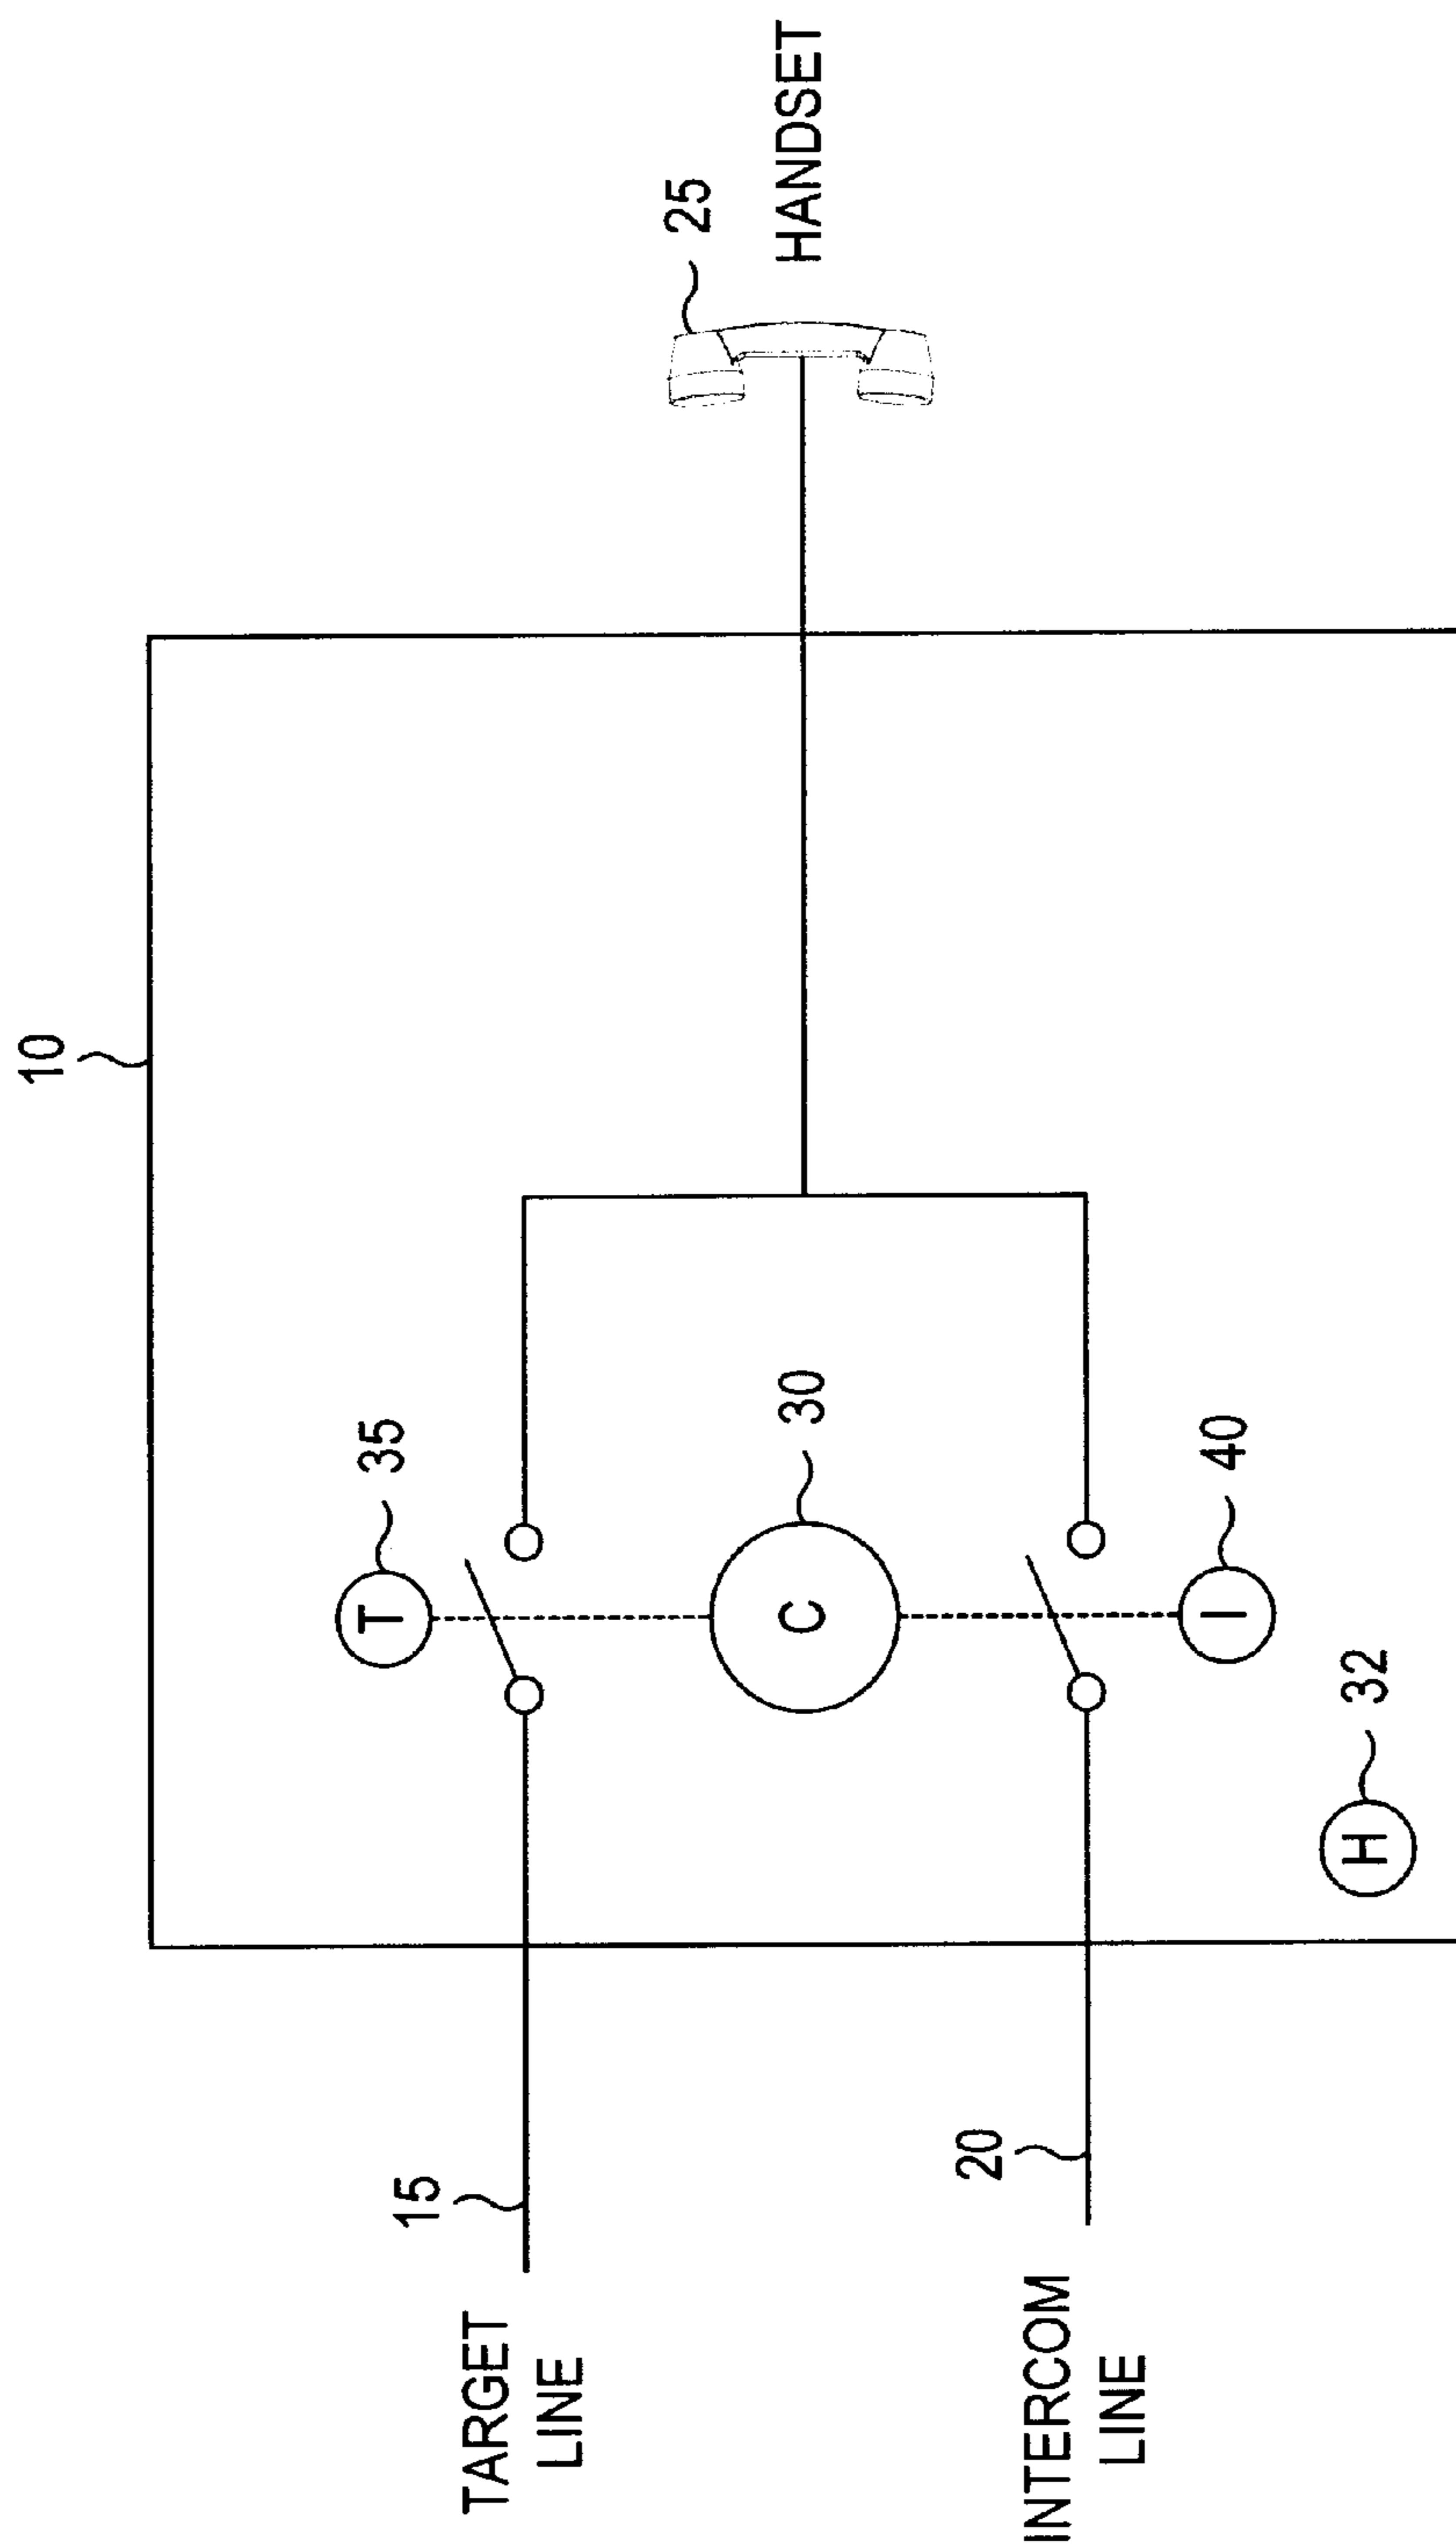 10
TARGET
LINE
15
T
35
C
30
INTERCOM
LINE
20
I
40
H
32
25
HANDSET